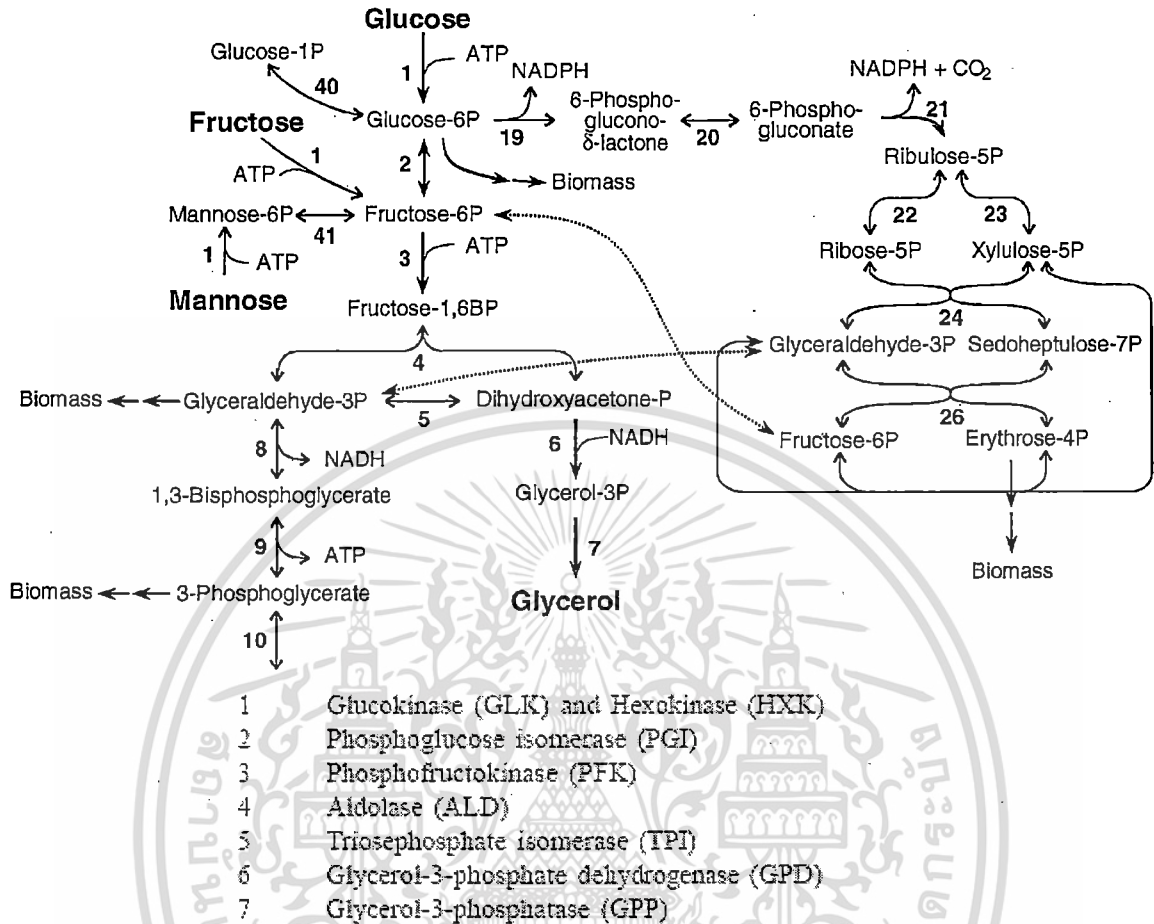 Glucose
Glucose-1P
ATP
1
40
NADPH
NADPH + CO2
Fructose
Glucose-6P
19
6-Phospho-
glucono-
δ-lactone
20
6-Phospho-
gluconate
21
1
ATP
2
Biomass
Ribulose-5P
Mannose-6P
41
Fructose-6P
22
23
1
ATP
3
ATP
Ribose-5P
Xylulose-5P
Mannose
Fructose-1,6BP
24
4
Glyceraldehyde-3P
Sedoheptulose-7P
Biomass
Glyceraldehyde-3P
5
Dihydroxyacetone-P
26
8
NADH
6
NADH
Fructose-6P
Erythrose-4P
1,3-Bisphosphoglycerate
Glycerol-3P
9
ATP
7
Biomass
Biomass
3-Phosphoglycerate
Glycerol
10
1 Glucokinase (GLK) and Hexokinase (HXK)
2 Phosphoglucose isomerase (PGI)
3 Phosphofructokinase (PFK)
4 Aldolase (ALD)
5 Triosephosphate isomerase (TPI)
6 Glycerol-3-phosphate dehydrogenase (GPD)
7 Glycerol-3-phosphatase (GPP)